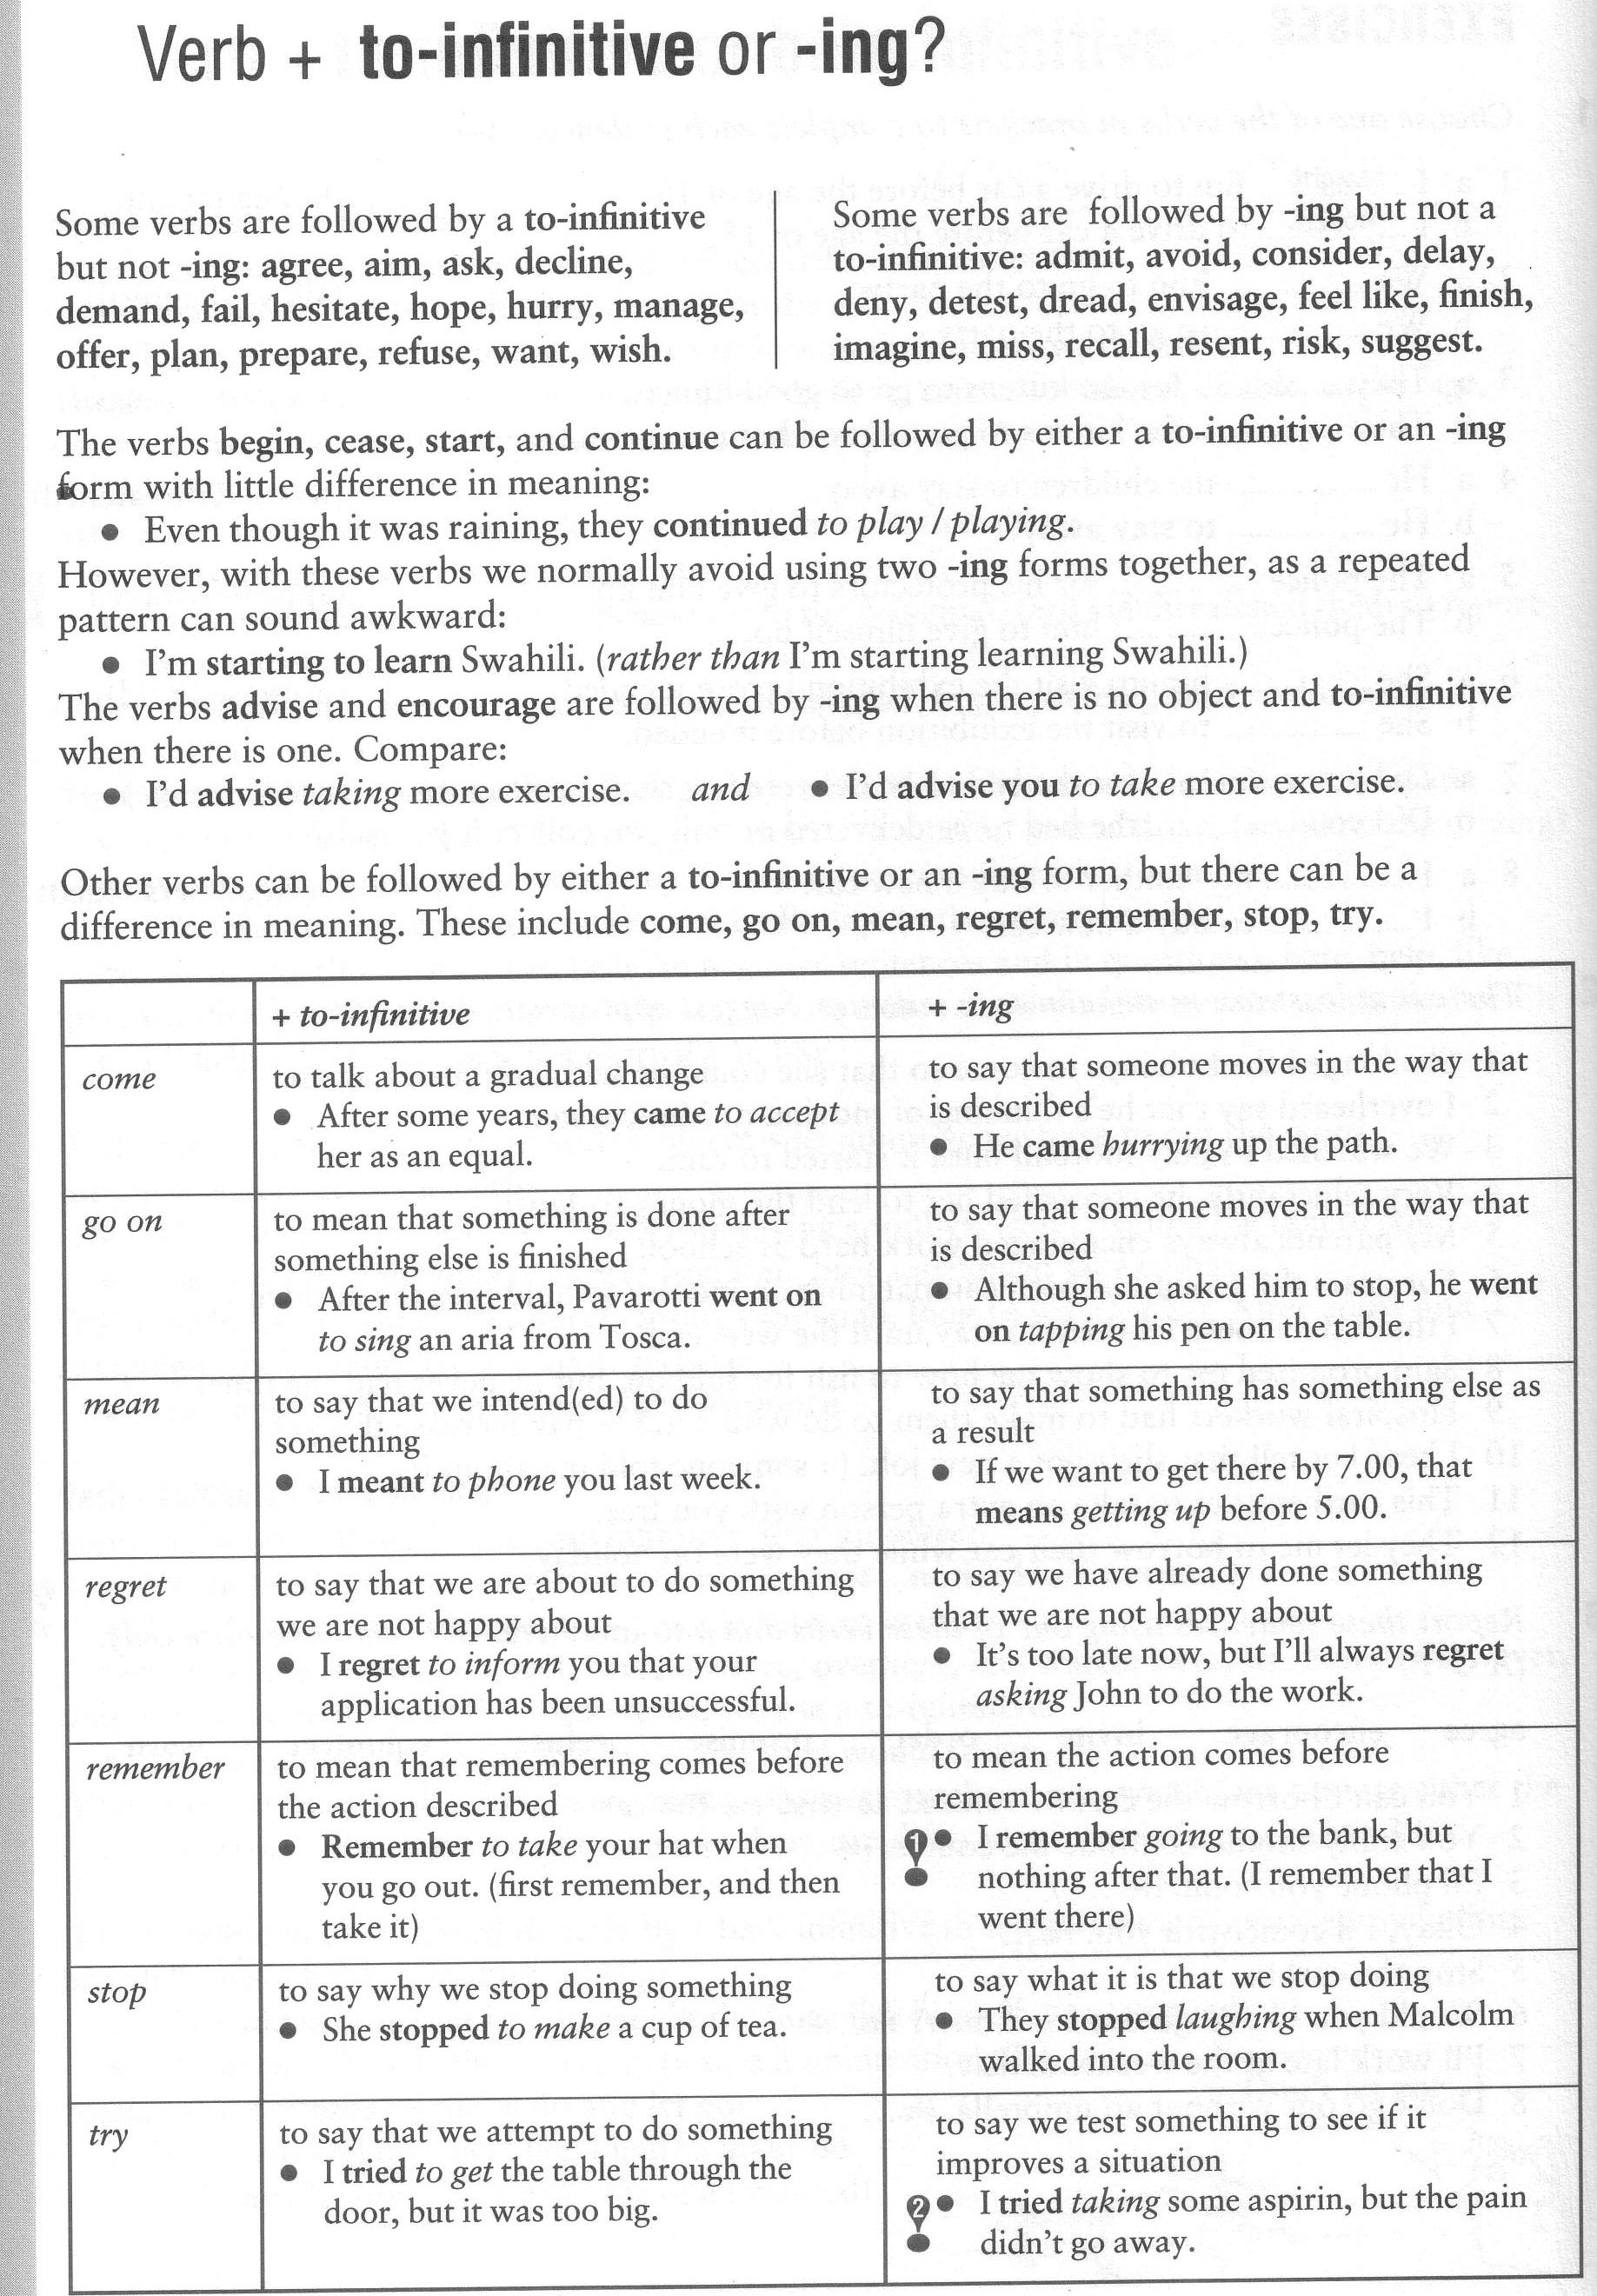 Verb + to-infinitive or -ing?
Some verbs are followed by a to-infinitive
but not -ing: agree, aim, ask, decline,
demand, fail, hesitate, hope, hurry, manage,
offer, plan, prepare, refuse, want, wish.
Some verbs are followed by -ing but not a
to-infinitive: admit, avoid, consider, delay,
deny, detest, dread, envisage, feel like, finish,
imagine, miss, recall, resent, risk, suggest.
The verbs begin, cease, start, and continue can be followed by either a to-infinitive or an -ing
form with little difference in meaning:
• Even though it was raining, they continued to play / playing.
However, with these verbs we normally avoid using two -ing forms together, as a repeated
pattern can sound awkward:
• I'm starting to learn Swahili. (rather than I'm starting learning Swahili.)
The verbs advise and encourage are followed by -ing when there is no object and to-infinitive
when there is one. Compare:
• I'd advise taking more exercise. and • I'd advise you to take more exercise.
Other verbs can be followed by either a to-infinitive or an -ing form, but there can be a
difference in meaning. These include come, go on, mean, regret, remember, stop, try.
+ to-infinitive
+ -ing
come
to talk about a gradual change
• After some years, they came to accept
her as an equal.
to say that someone moves in the way that
is described
• He came hurrying up the path.
go on
to mean that something is done after
something else is finished
• After the interval, Pavarotti went on
to sing an aria from Tosca.
to say that someone moves in the way that
is described
• Although she asked him to stop, he went
on tapping his pen on the table.
mean
to say that we intend(ed) to do
something
• I meant to phone you last week.
to say that something has something else as
a result
• If we want to get there by 7.00, that
means getting up before 5.00.
regret
to say that we are about to do something
we are not happy about
• I regret to inform you that your
application has been unsuccessful.
to say we have already done something
that we are not happy about
• It's too late now, but I'll always regret
asking John to do the work.
remember
to mean that remembering comes before
the action described
• Remember to take your hat when
you go out. (first remember, and then
take it)
to mean the action comes before
remembering
1 • I remember going to the bank, but
nothing after that. (I remember that I
went there)
stop
to say why we stop doing something
• She stopped to make a cup of tea.
to say what it is that we stop doing
• They stopped laughing when Malcolm
walked into the room.
try
to say that we attempt to do something
• I tried to get the table through the
door, but it was too big.
to say we test something to see if it
improves a situation
2 • I tried taking some aspirin, but the pain
didn't go away.